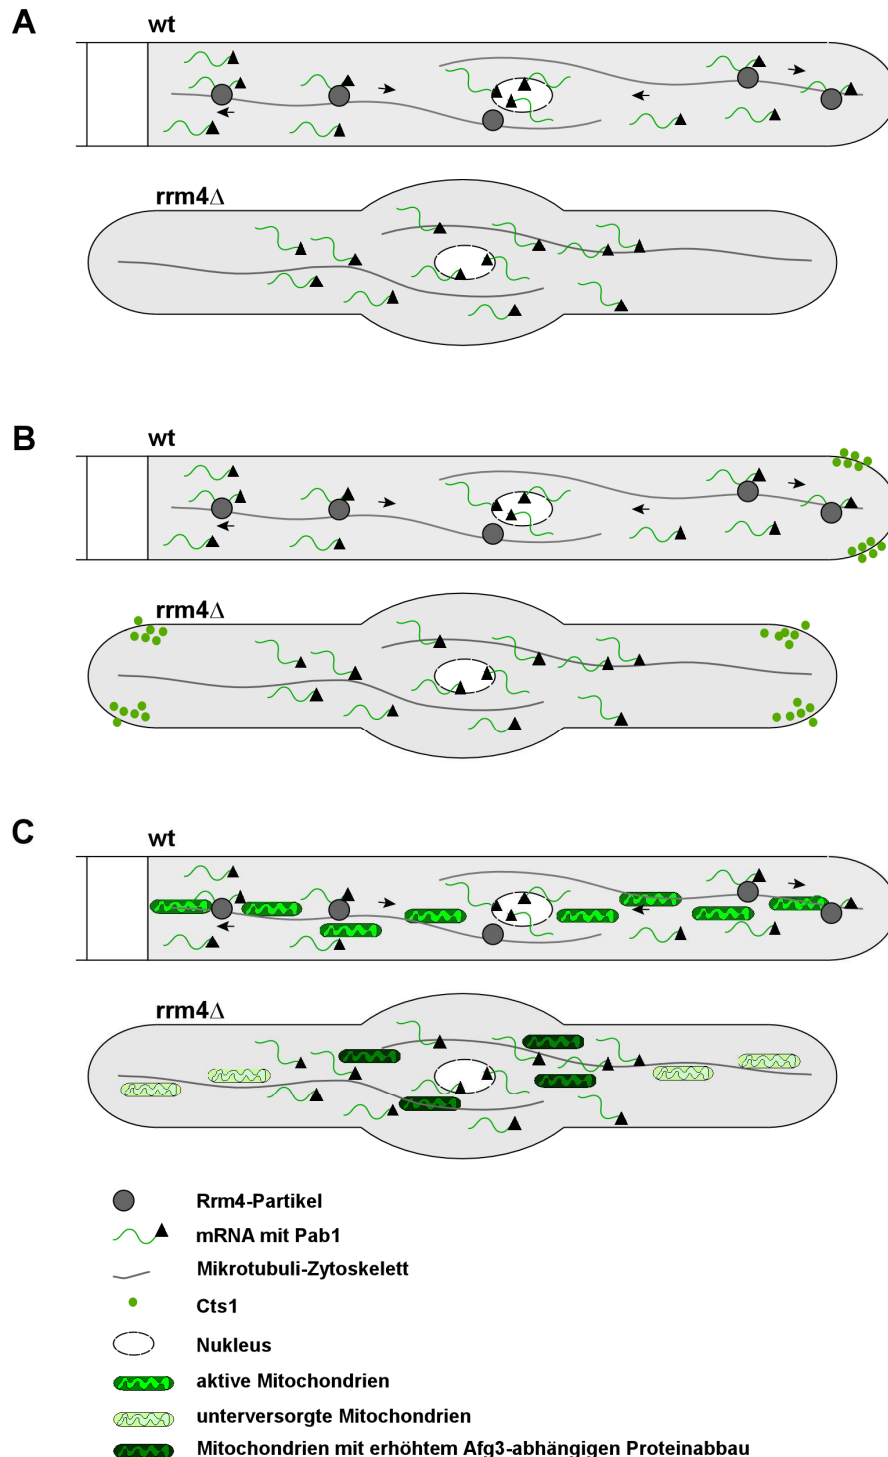 A
wt
rrm4Δ
B
wt
rrm4Δ
C
wt
rrm4Δ
Rrm4-Partikel
mRNA mit Pab1
Mikrotubuli-Zytoskelett
Cts1
Nukleus
aktive Mitochondrien
unterversorgte Mitochondrien
Mitochondrien mit erhöhtem Afg3-abhängigen Proteinabbau